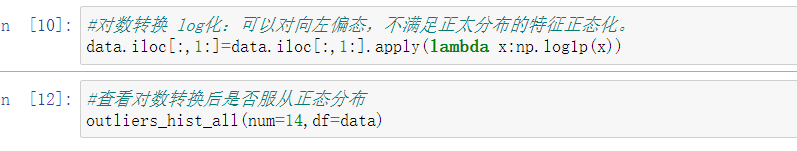 n [10]: #对数转换 log化：可以对向左偏态，不满足正太分布的特征正态化。
data.iloc[:,1:]=data.iloc[:,1:].apply(lambda x:np.log1p(x))
n [12]: #查看对数转换后是否服从正态分布
outliers_hist_all(num=14,df=data)